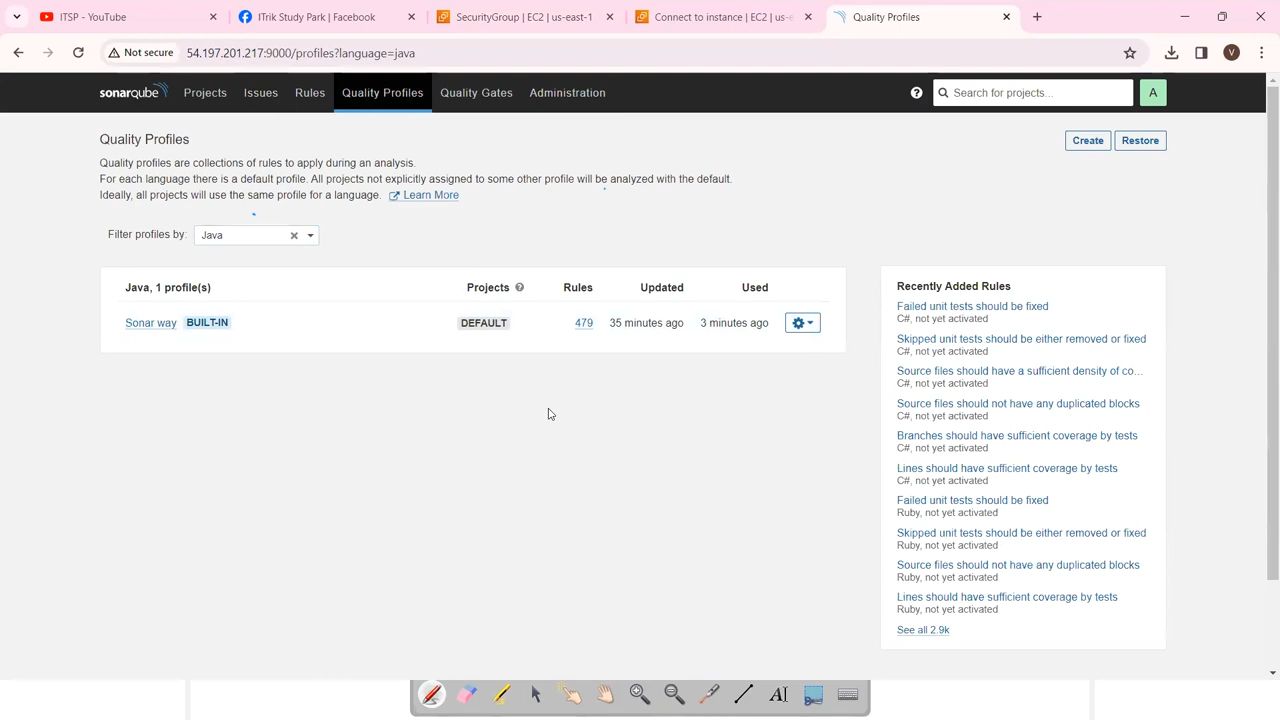 ITSP - YouTube
ITrik Study Park | Facebook
SecurityGroup | EC2 | us-east-1
Connect to instance | EC2 | us-e
Quality Profiles
Not secure
54.197.201.217:9000/profiles?language=java
V
sonarqube
Projects
Issues
Rules
Quality Profiles
Quality Gates
Administration
Search for projects...
A
Quality Profiles
Create
Restore
Quality profiles are collections of rules to apply during an analysis.
For each language there is a default profile. All projects not explicitly assigned to some other profile will be analyzed with the default.
Ideally, all projects will use the same profile for a language. Learn More
Filter profiles by: Java
Java, 1 profile(s) Projects Rules Updated Used
Sonar way BUILT-IN DEFAULT 479 35 minutes ago 3 minutes ago
Recently Added Rules
Failed unit tests should be fixed
C#, not yet activated
Skipped unit tests should be either removed or fixed
C#, not yet activated
Source files should have a sufficient density of co...
C#, not yet activated
Source files should not have any duplicated blocks
C#, not yet activated
Branches should have sufficient coverage by tests
C#, not yet activated
Lines should have sufficient coverage by tests
C#, not yet activated
Failed unit tests should be fixed
Ruby, not yet activated
Skipped unit tests should be either removed or fixed
Ruby, not yet activated
Source files should not have any duplicated blocks
Ruby, not yet activated
Lines should have sufficient coverage by tests
Ruby, not yet activated
See all 2.9k